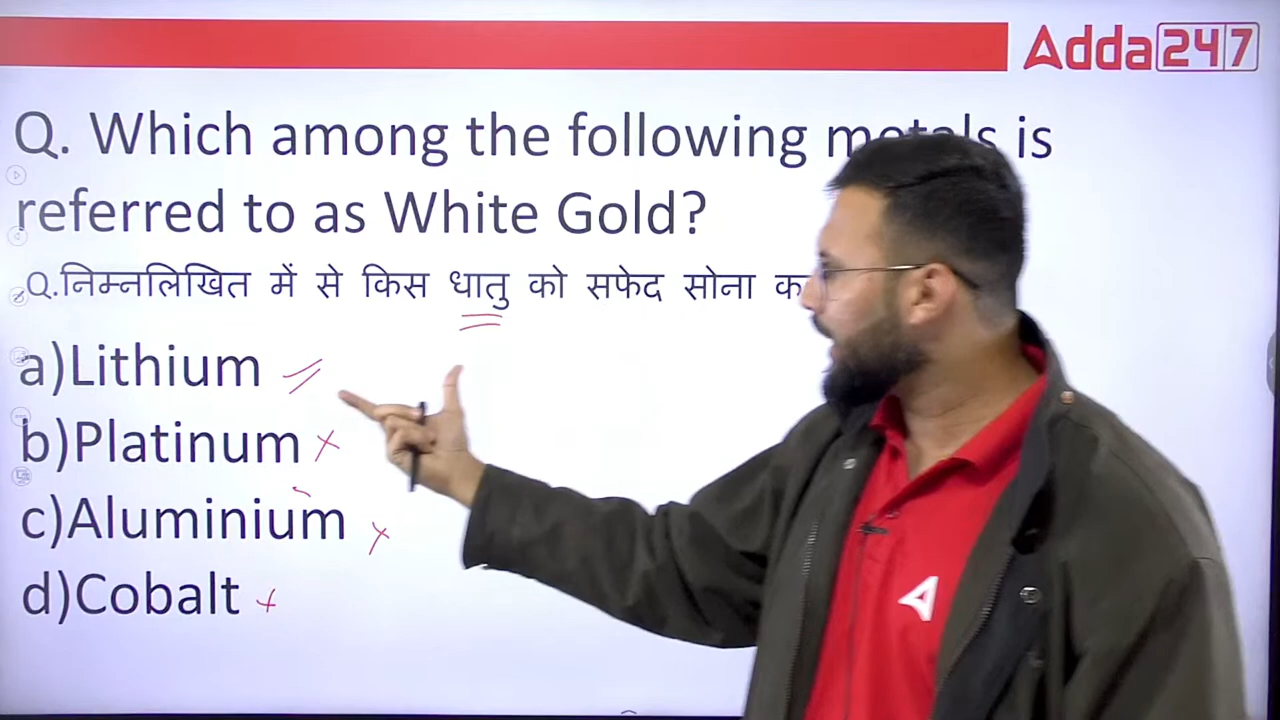 Adda247
Q. Which among the following metals is
referred to as White Gold?
Q.निम्नलिखित में से किस धातु को सफेद सोना
a)Lithium
b)Platinum
c)Aluminium
d)Cobalt